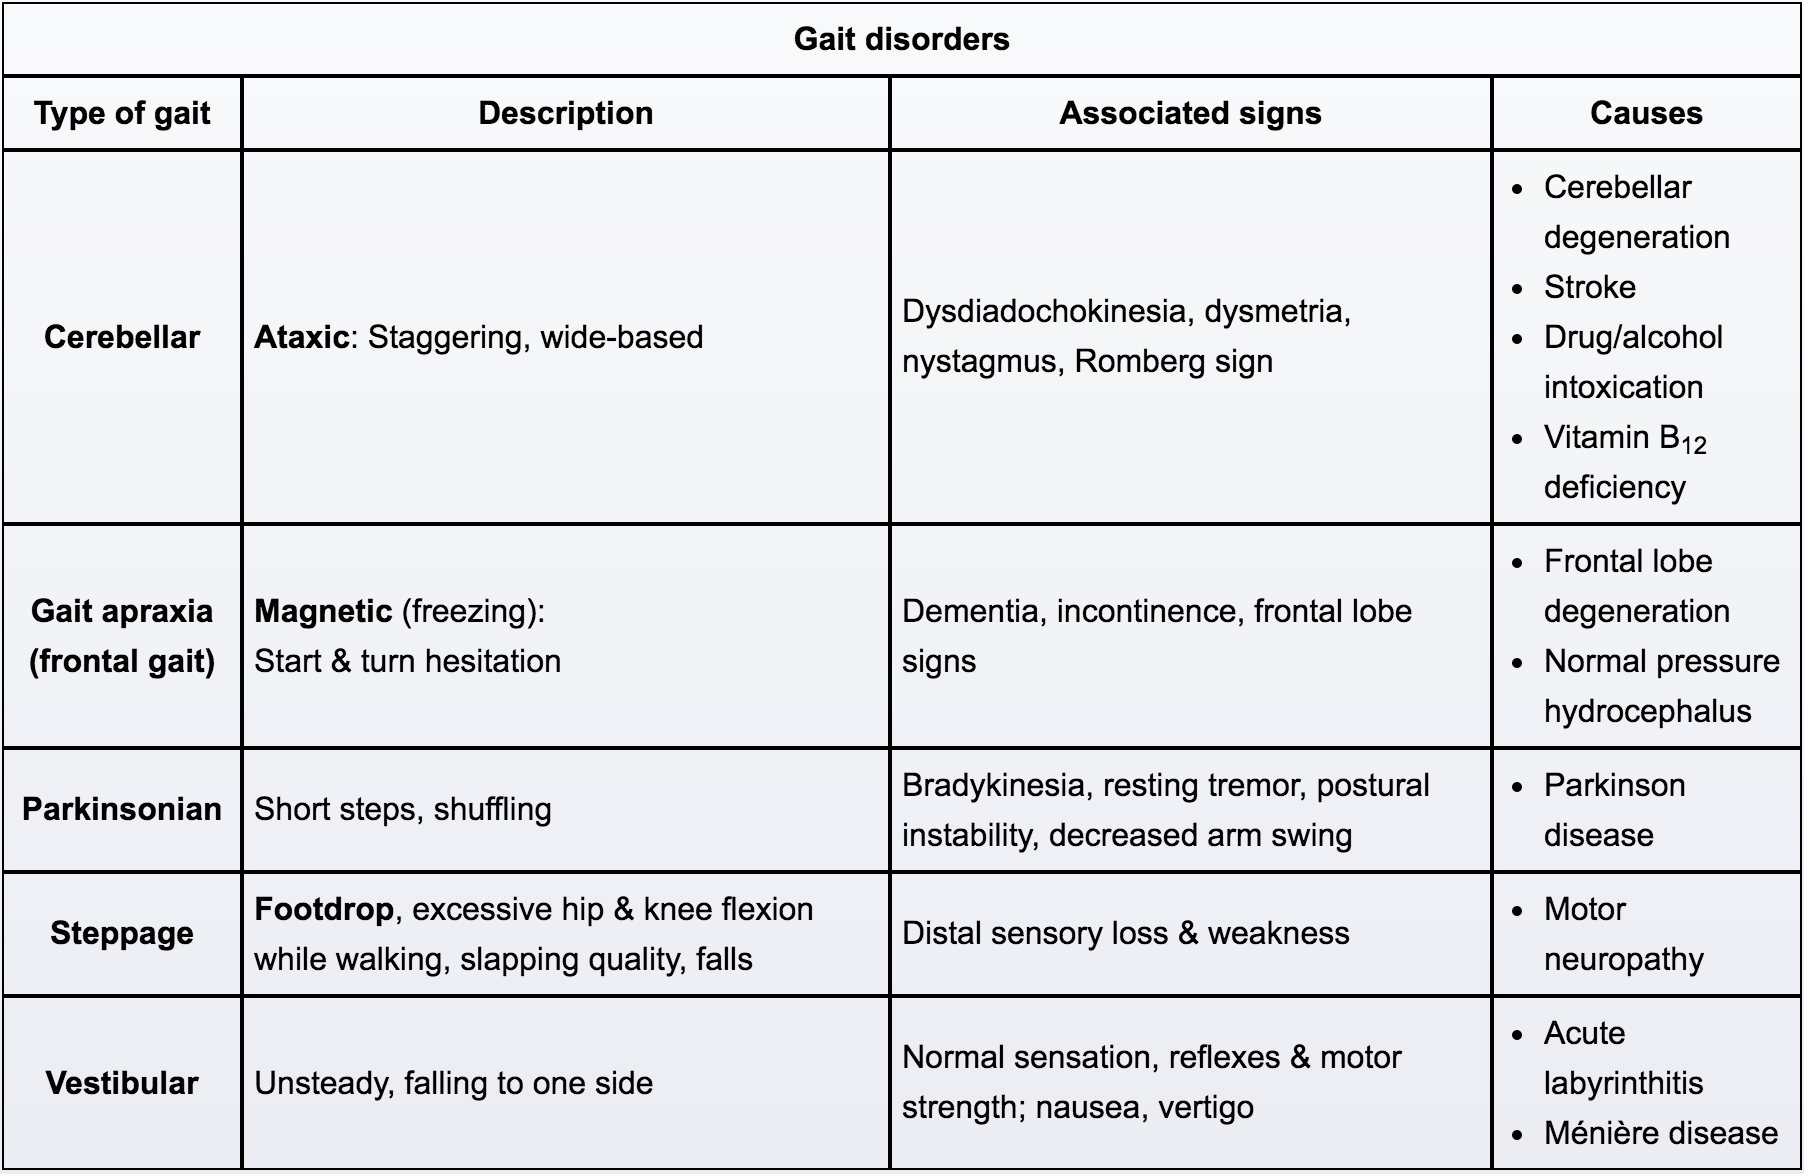 Gait disorders
Type of gait
Description
Associated signs
Causes
Cerebellar
Ataxic: Staggering, wide-based
Dysdiadochokinesia, dysmetria,
nystagmus, Romberg sign
• Cerebellar
degeneration
• Stroke
• Drug/alcohol
intoxication
• Vitamin B12
deficiency
Gait apraxia
(frontal gait)
Magnetic (freezing):
Start & turn hesitation
Dementia, incontinence, frontal lobe
signs
• Frontal lobe
degeneration
• Normal pressure
hydrocephalus
Parkinsonian
Short steps, shuffling
Bradykinesia, resting tremor, postural
instability, decreased arm swing
• Parkinson
disease
Steppage
Footdrop, excessive hip & knee flexion
while walking, slapping quality, falls
Distal sensory loss & weakness
• Motor
neuropathy
Vestibular
Unsteady, falling to one side
Normal sensation, reflexes & motor
strength; nausea, vertigo
• Acute
labyrinthitis
• Ménière disease